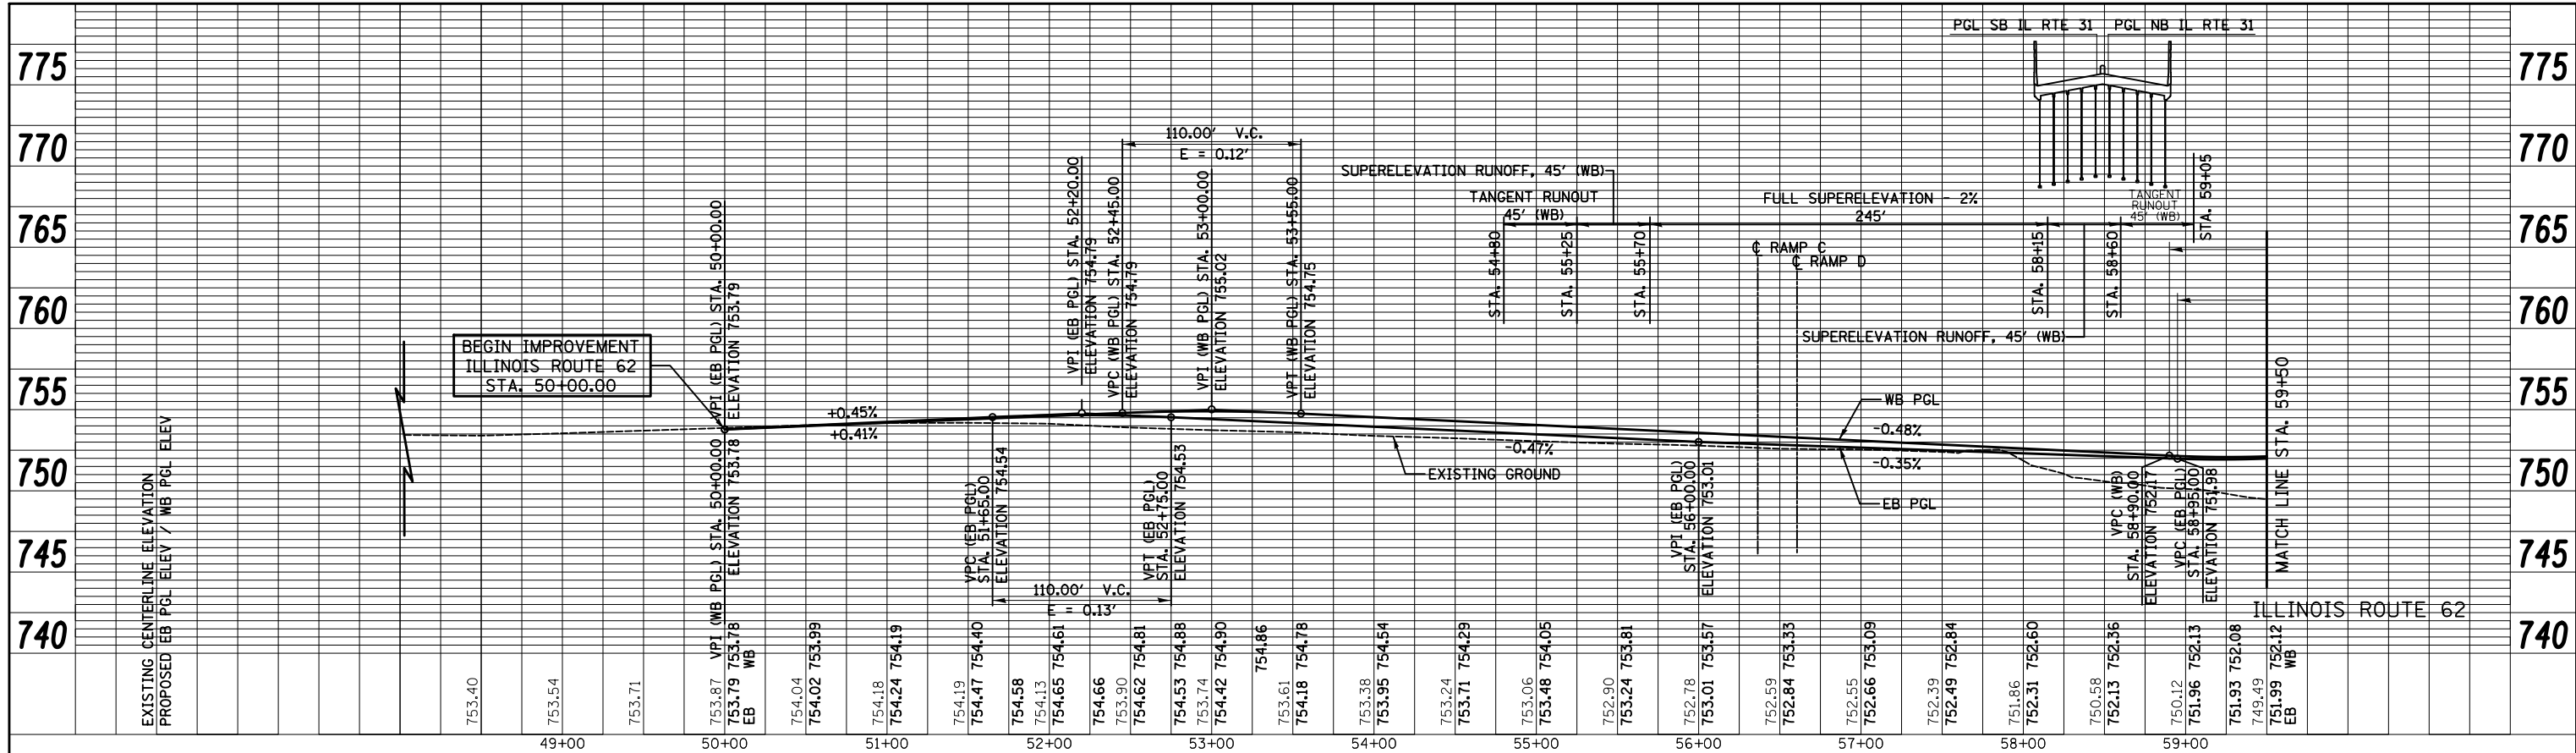 775
770
765
760
755
750
745
740
775
770
765
760
755
750
745
740
PGL SB IL RTE 31
PGL NB IL RTE 31
110.00' V.C.
E = 0.12'
SUPERELEVATION RUNOFF, 45' (WB)
TANGENT RUNOUT
45' (WB)
FULL SUPERELEVATION - 2%
245'
TANGENT
RUNOUT
45' (WB)
STA. 59+05
STA. 54+80
STA. 55+25
STA. 55+70
STA. 58+15
STA. 58+60
℄ RAMP C
℄ RAMP D
SUPERELEVATION RUNOFF, 45' (WB)
BEGIN IMPROVEMENT
ILLINOIS ROUTE 62
STA. 50+00.00
VPI (EB PGL) STA. 50+00.00
ELEVATION 753.79
VPI (WB PGL) STA. 50+00.00
ELEVATION 753.78
VPI (EB PGL) STA. 52+20.00
ELEVATION 754.79
VPC (WB PGL) STA. 52+45.00
ELEVATION 754.79
VPI (WB PGL) STA. 53+00.00
ELEVATION 755.02
VPT (WB PGL) STA. 53+55.00
ELEVATION 754.75
+0.45%
+0.41%
-0.47%
-0.48%
-0.35%
WB PGL
EB PGL
EXISTING GROUND
VPC (EB PGL)
STA. 51+65.00
ELEVATION 754.54
VPT (EB PGL)
STA. 52+75.00
ELEVATION 754.53
110.00' V.C.
E = 0.13'
VPI (EB PGL)
STA. 56+00.00
ELEVATION 753.01
VPC (WB)
STA. 58+90.00
ELEVATION 752.17
VPC (EB PGL)
STA. 58+95.00
ELEVATION 751.98
MATCH LINE STA. 59+50
ILLINOIS ROUTE 62
EXISTING CENTERLINE ELEVATION
PROPOSED EB PGL ELEV / WB PGL ELEV
753.40
753.54
753.71
753.87
753.79 753.78
EB WB
754.04
754.02 753.99
754.18
754.24 754.19
754.19
754.47 754.40
754.58
754.13
754.65 754.61
754.66
753.90
754.62 754.81
754.53 754.88
753.74
754.42 754.90
754.86
753.61
754.18 754.78
753.38
753.95 754.54
753.24
753.71 754.29
753.06
753.48 754.05
752.90
753.24 753.81
752.78
753.01 753.57
752.59
752.84 753.33
752.55
752.66 753.09
752.39
752.49 752.84
751.86
752.31 752.60
750.58
752.13 752.36
750.12
751.96 752.13
751.93 752.08
749.49
751.99 752.12
EB WB
49+00
50+00
51+00
52+00
53+00
54+00
55+00
56+00
57+00
58+00
59+00